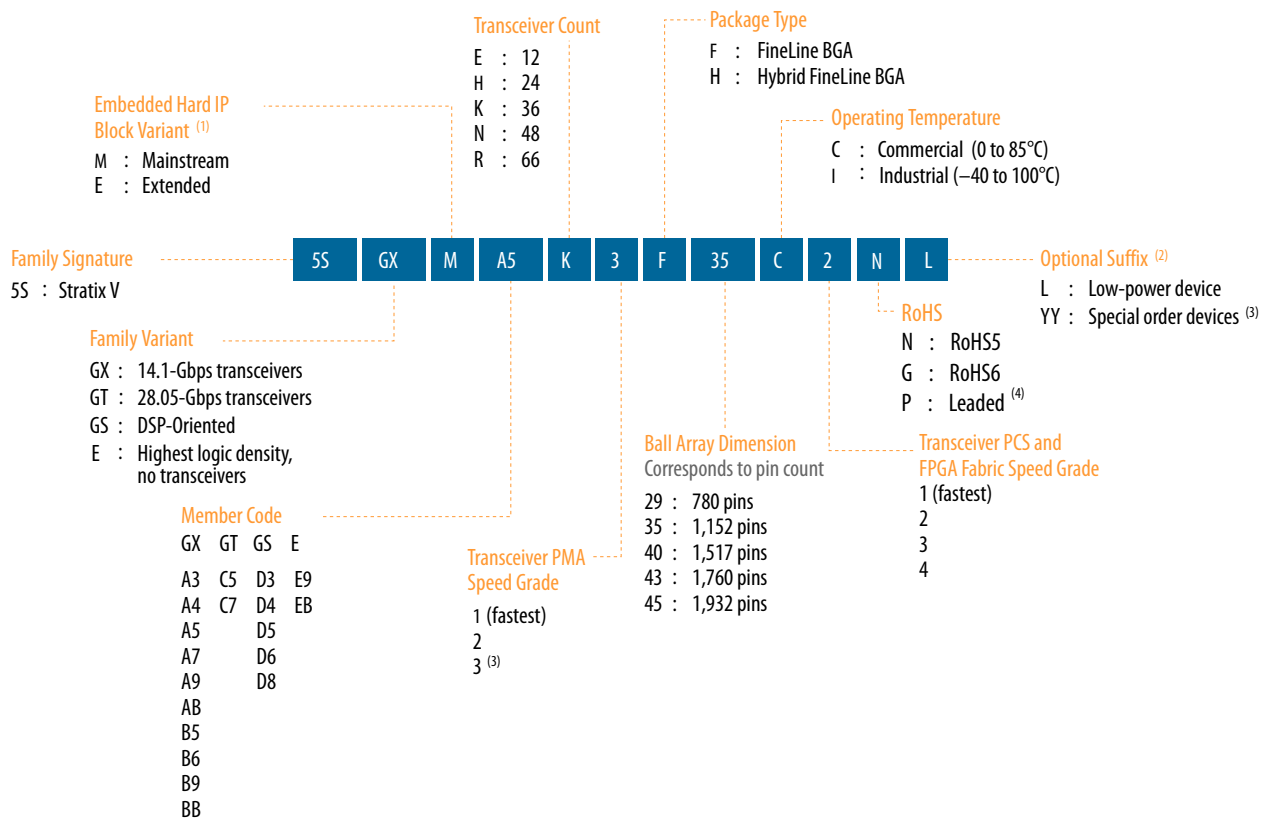 Transceiver Count
E : 12
H : 24
K : 36
N : 48
R : 66
Package Type
F : FineLine BGA
H : Hybrid FineLine BGA
Embedded Hard IP
Block Variant (1)
M : Mainstream
E : Extended
Operating Temperature
C : Commercial (0 to 85°C)
I : Industrial (–40 to 100°C)
Family Signature
5S : Stratix V
5S GX M A5 K 3 F 35 C 2 N L
Optional Suffix (2)
L : Low-power device
YY : Special order devices (3)
Family Variant
GX : 14.1-Gbps transceivers
GT : 28.05-Gbps transceivers
GS : DSP-Oriented
E : Highest logic density,
no transceivers
RoHS
N : RoHS5
G : RoHS6
P : Leaded (4)
Member Code
GX GT GS E
A3 C5 D3 E9
A4 C7 D4 EB
A5 D5
A7 D6
A9 D8
AB
B5
B6
B9
BB
Transceiver PMA
Speed Grade
1 (fastest)
2
3 (3)
Ball Array Dimension
Corresponds to pin count
29 : 780 pins
35 : 1,152 pins
40 : 1,517 pins
43 : 1,760 pins
45 : 1,932 pins
Transceiver PCS and
FPGA Fabric Speed Grade
1 (fastest)
2
3
4